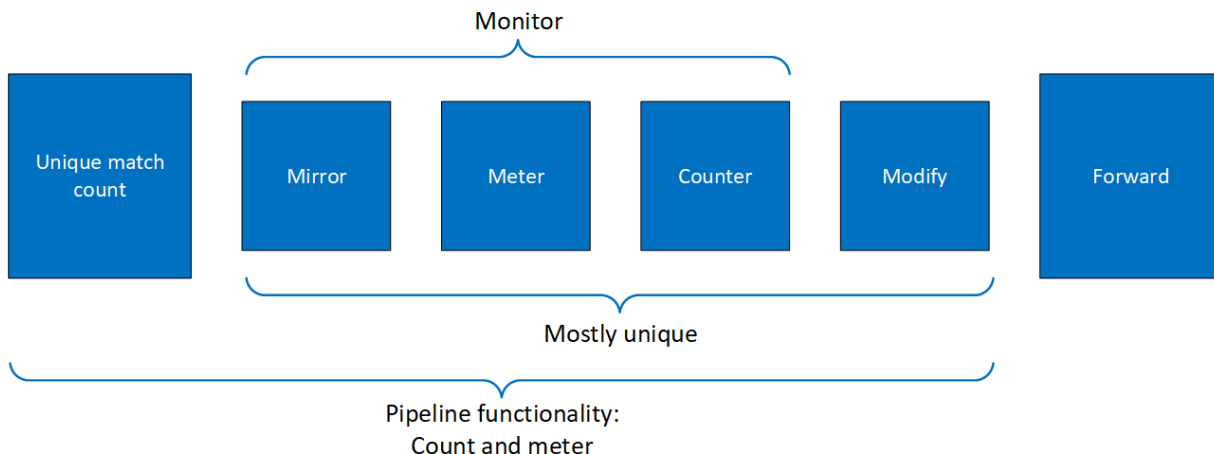 Monitor
Unique match
count
Mirror
Meter
Counter
Modify
Forward
Mostly unique
Pipeline functionality:
Count and meter